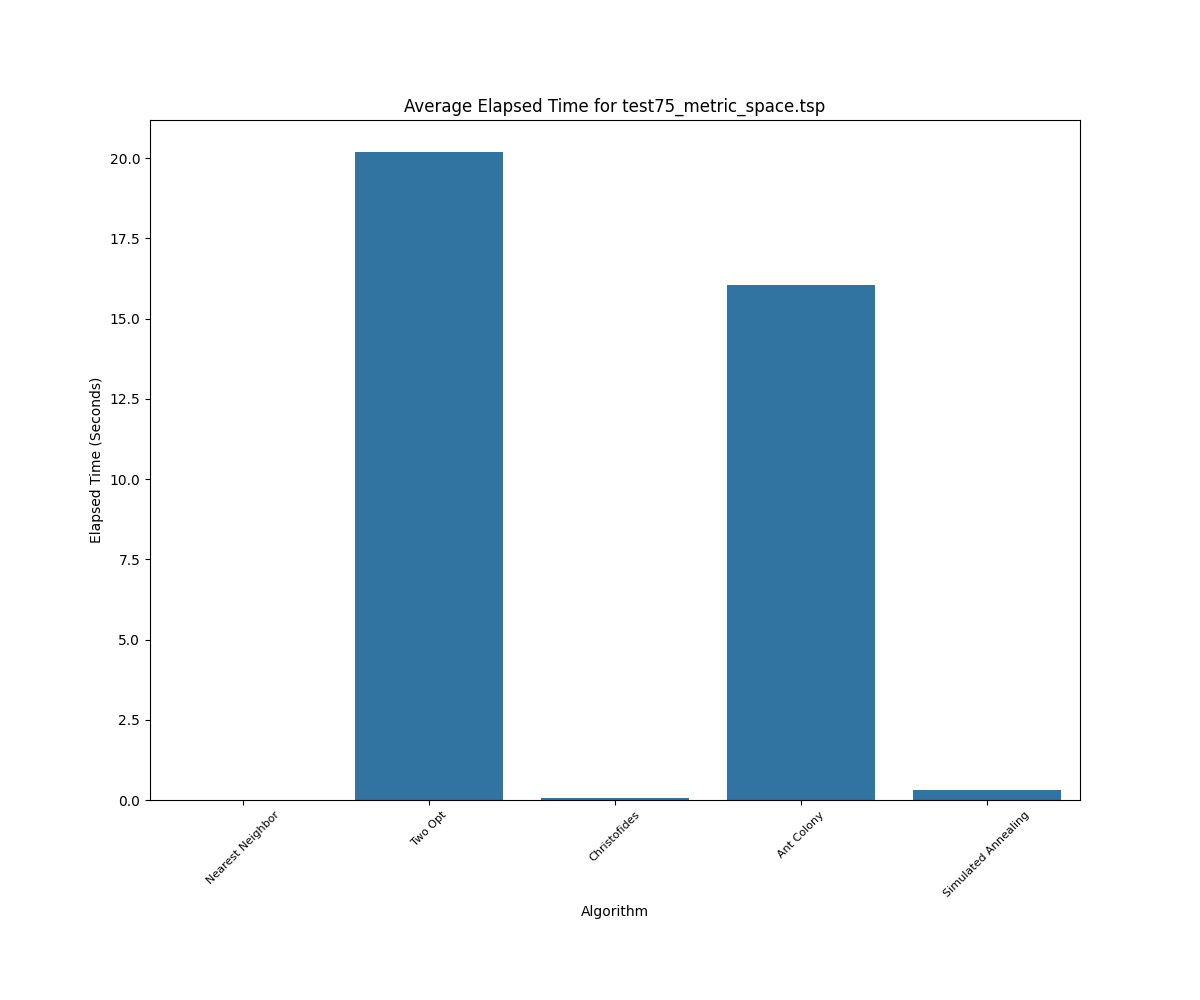 Average Elapsed Time for test75_metric_space.tsp
20.0
17.5
15.0
12.5
10.0
7.5
5.0
2.5
0.0
Elapsed Time (Seconds)
Nearest Neighbor
Two Opt
Christofides
Ant Colony
Simulated Annealing
Algorithm